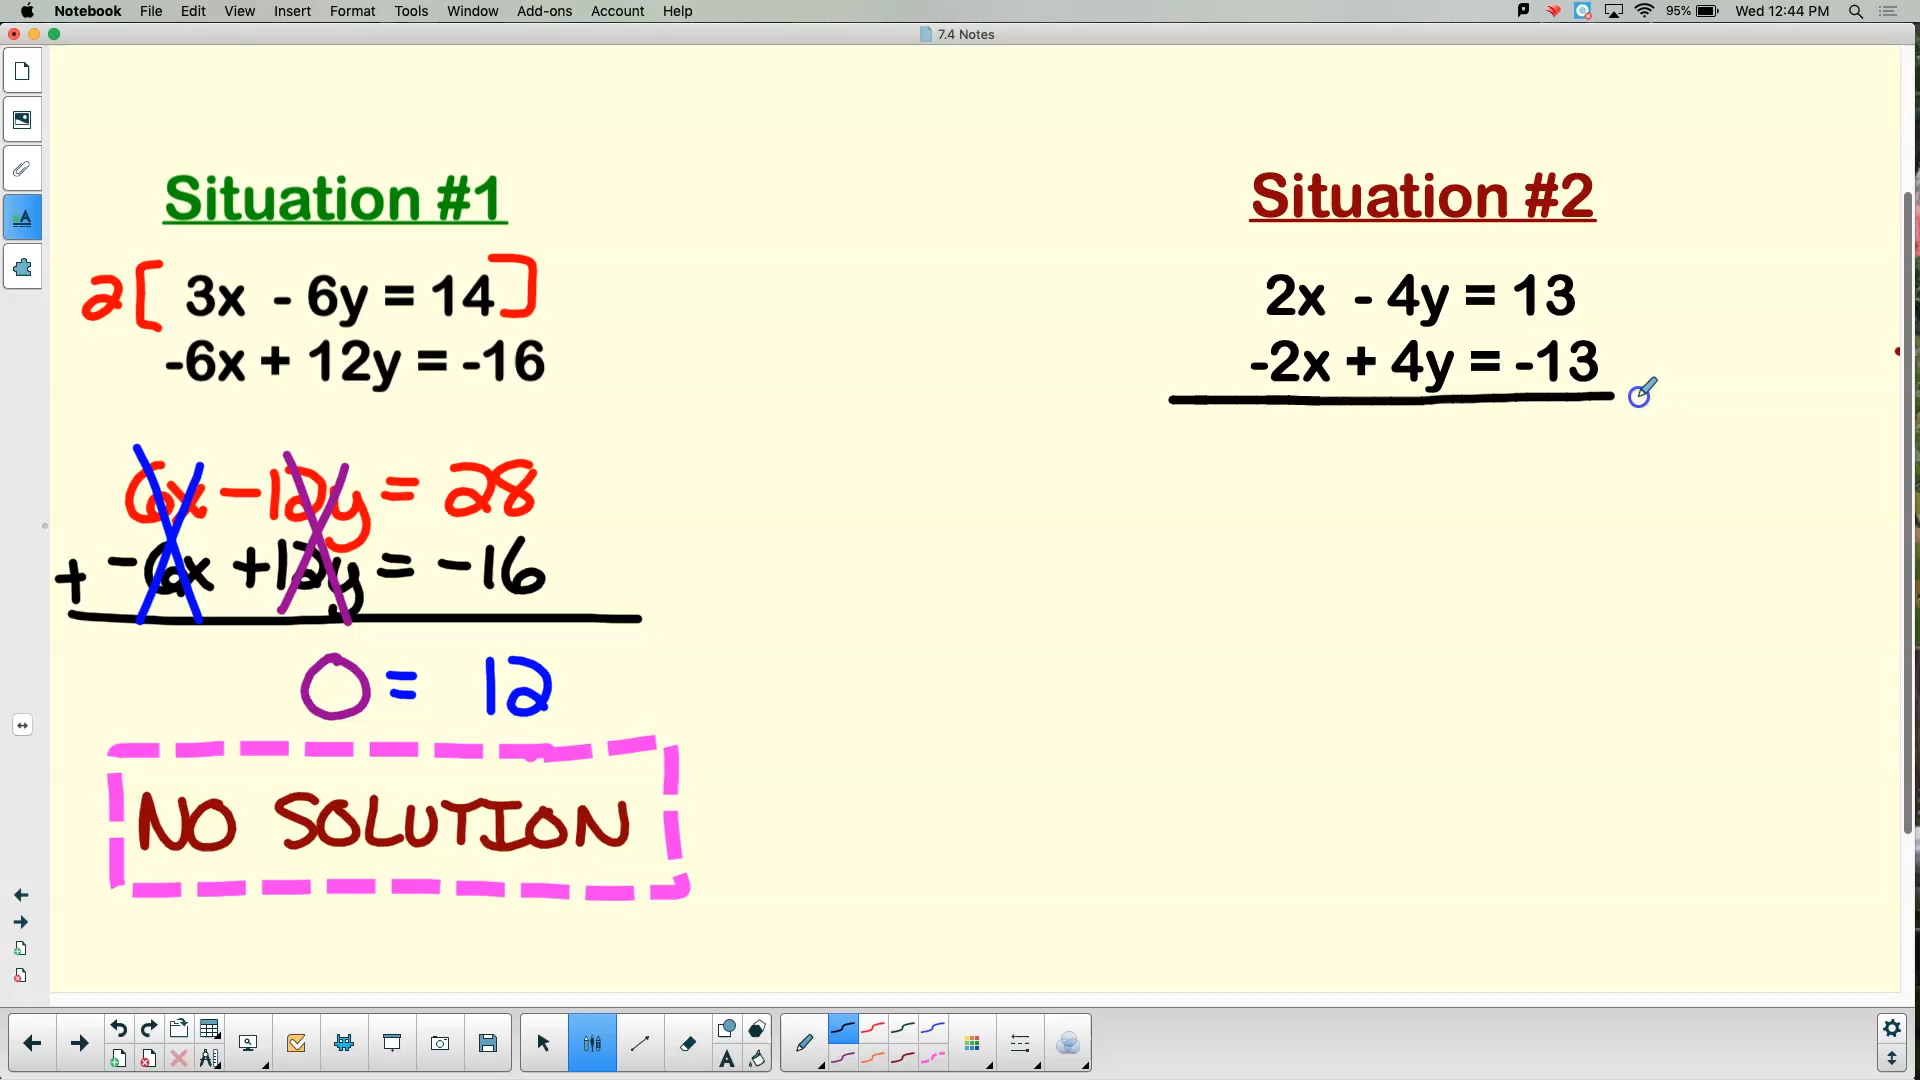 Notebook File Edit View Insert Format Tools Window Add-ons Account Help 95% Wed 12:44 PM
7.4 Notes
Situation #1
2[ 3x - 6y = 14 ]
-6x + 12y = -16
6x - 12y = 28
+ -6x + 12y = -16
0 = 12
NO SOLUTION
Situation #2
2x - 4y = 13
-2x + 4y = -13